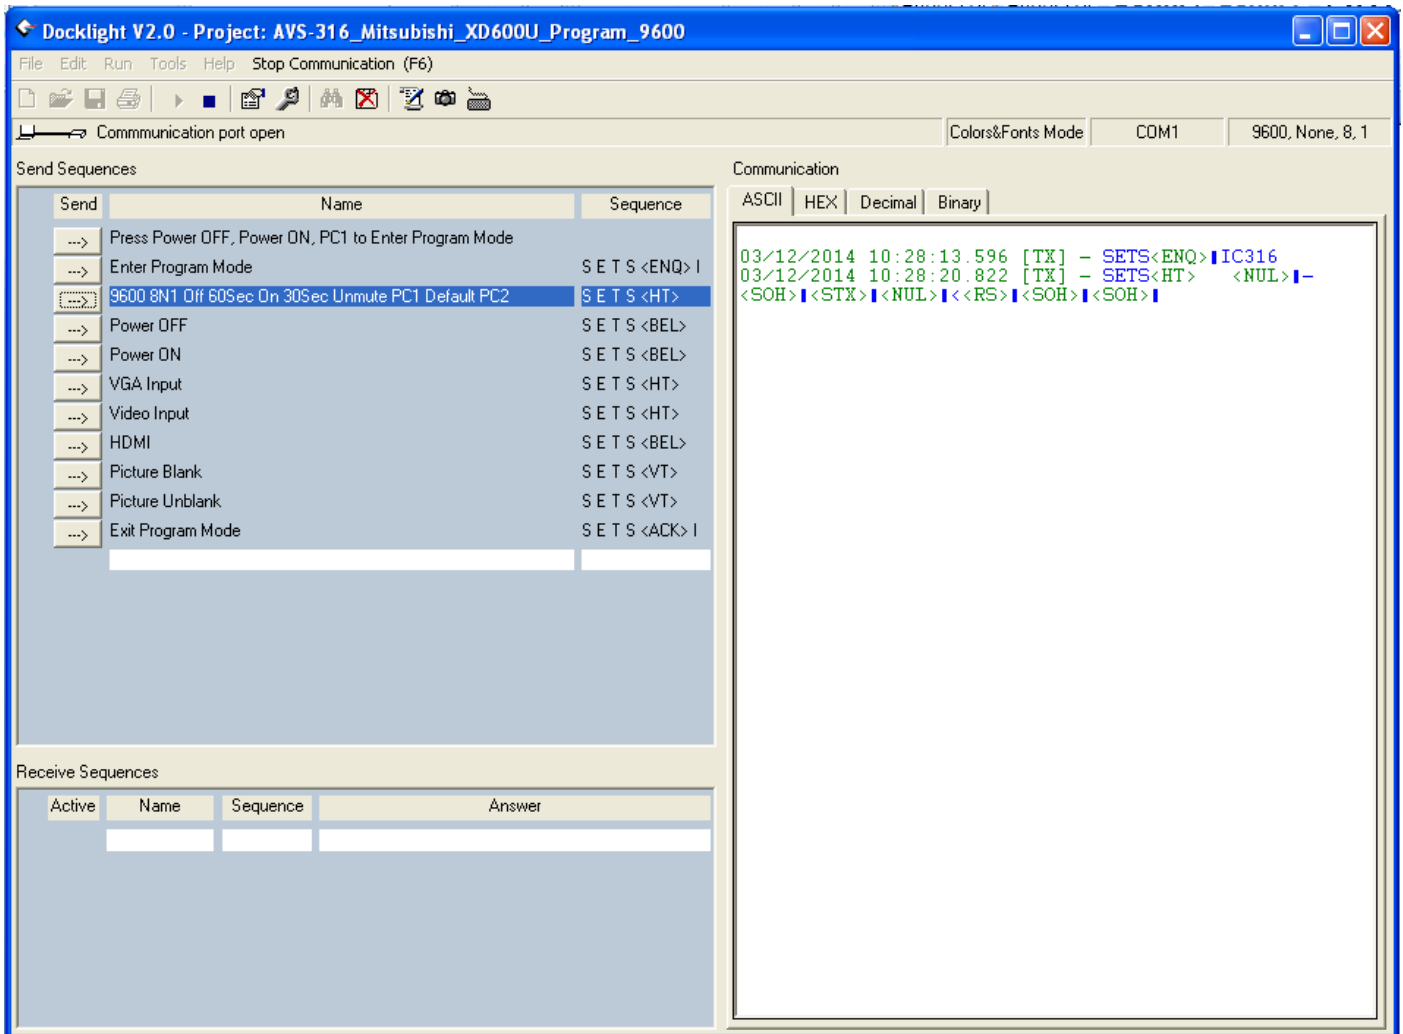 Docklight V2.0 - Project: AVS-316_Mitsubishi_XD600U_Program_9600
File Edit Run Tools Help Stop Communication (F6)
Commmunication port open Colors&Fonts Mode COM1 9600, None, 8, 1
Send Sequences
Send Name Sequence
---> Press Power OFF, Power ON, PC1 to Enter Program Mode
---> Enter Program Mode S E T S <ENQ> I
---> 9600 8N1 Off 60Sec On 30Sec Unmute PC1 Default PC2 S E T S <HT>
---> Power OFF S E T S <BEL>
---> Power ON S E T S <BEL>
---> VGA Input S E T S <HT>
---> Video Input S E T S <HT>
---> HDMI S E T S <BEL>
---> Picture Blank S E T S <VT>
---> Picture Unblank S E T S <VT>
---> Exit Program Mode S E T S <ACK> I
Communication
ASCII HEX Decimal Binary
03/12/2014 10:28:13.596 [TX] - SETS<ENQ>▮IC316
03/12/2014 10:28:20.822 [TX] - SETS<HT> <NUL>▮-
<SOH>▮<STX>▮<NUL>▮<<RS>▮<SOH>▮<SOH>▮
Receive Sequences
Active Name Sequence Answer